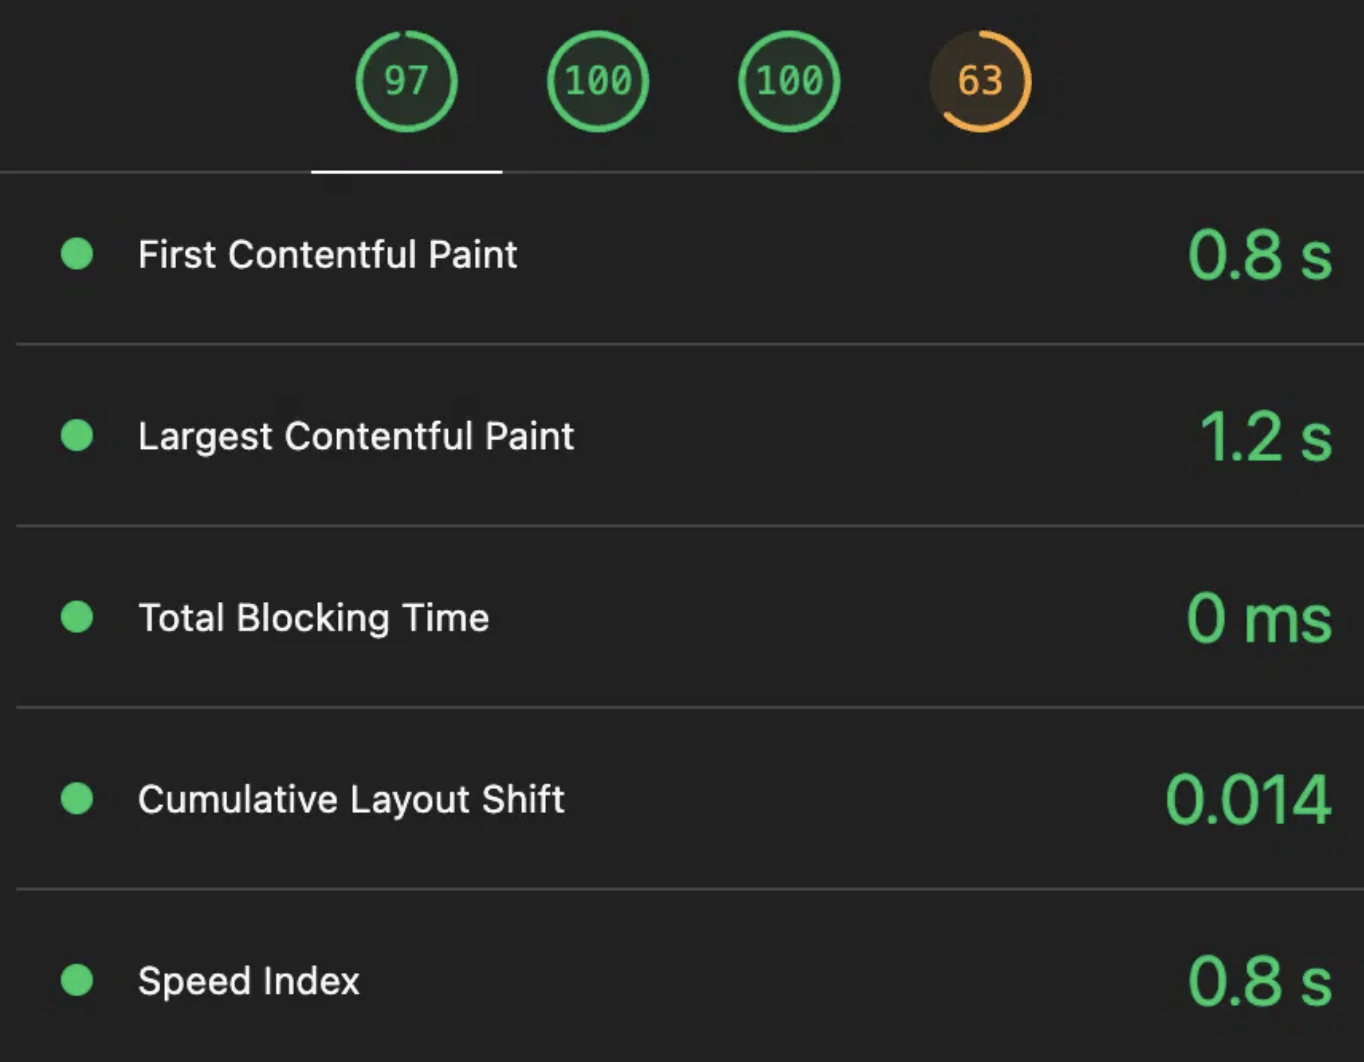 97 100 100 63
First Contentful Paint 0.8 s
Largest Contentful Paint 1.2 s
Total Blocking Time 0 ms
Cumulative Layout Shift 0.014
Speed Index 0.8 s